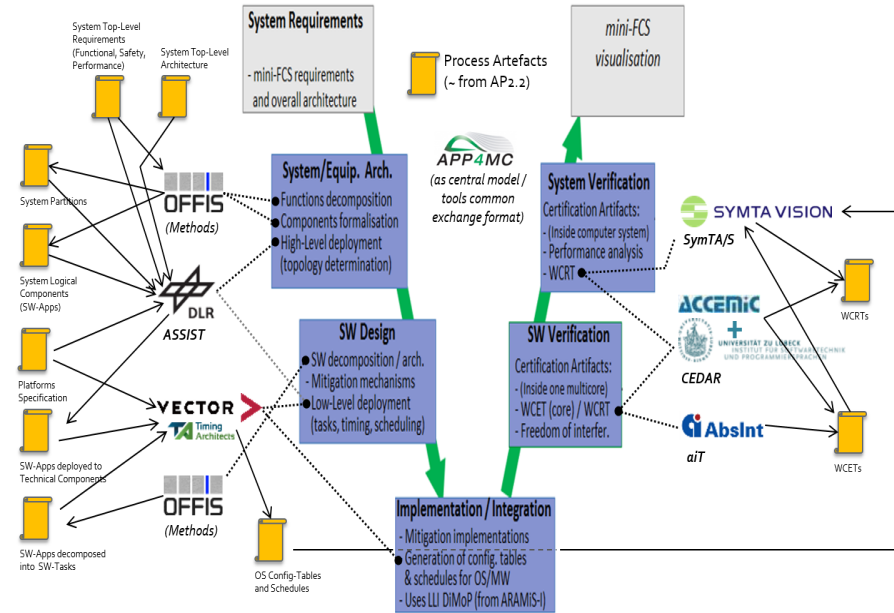 System Top-Level
Requirements
(Functional, Safety,
Performance)
System Top-Level
Architecture
System Requirements
- mini-FCS requirements
and overall architecture
Process Artefacts
(~ from AP2.2)
mini-FCS
visualisation
System Partitions
OFFIS
(Methods)
System/Equip. Arch.
Functions decomposition
Components formalisation
High-Level deployment
(topology determination)
APP4MC
(as central model /
tools common
exchange format)
System Verification
Certification Artifacts:
- (Inside computer system)
- Performance analysis
- WCRT
SYMTA VISION
SymTA/S
System Logical
Components
(SW-Apps)
DLR
ASSIST
WCRTs
SW Design
SW decomposition / arch.
- Mitigation mechanisms
Low-Level deployment
(tasks, timing, scheduling)
SW Verification
Certification Artifacts:
- (Inside one multicore)
- WCET (core) / WCRT
- Freedom of interfer.
ACCEMIC
+
UNIVERSITÄT ZU LÜBECK
INSTITUT FÜR SOFTWARETECHNIK
UND PROGRAMMIERSPRACHEN
CEDAR
Platforms
Specification
VECTOR
TA Timing
Architects
AbsInt
aiT
WCETs
SW-Apps deployed to
Technical Components
OFFIS
(Methods)
SW-Apps decomposed
into SW-Tasks
OS Config-Tables
and Schedules
Implementation / Integration
- Mitigation implementations
Generation of config. tables
& schedules for OS/MW
- Uses LLI DiMoP (from ARAMiS-I)